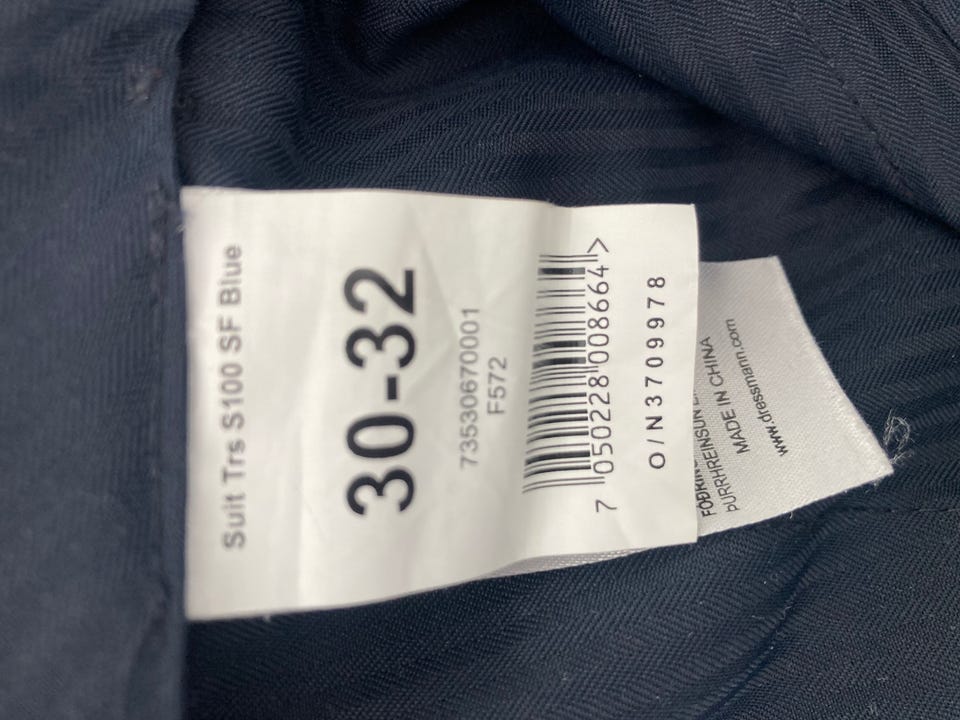 Suit Trs S100 SF Blue
30-32
73530670001
F572
7 050228 008664 >
O/N3709978
ÞURRHREINSUN
MADE IN CHINA
www.dressmann.com